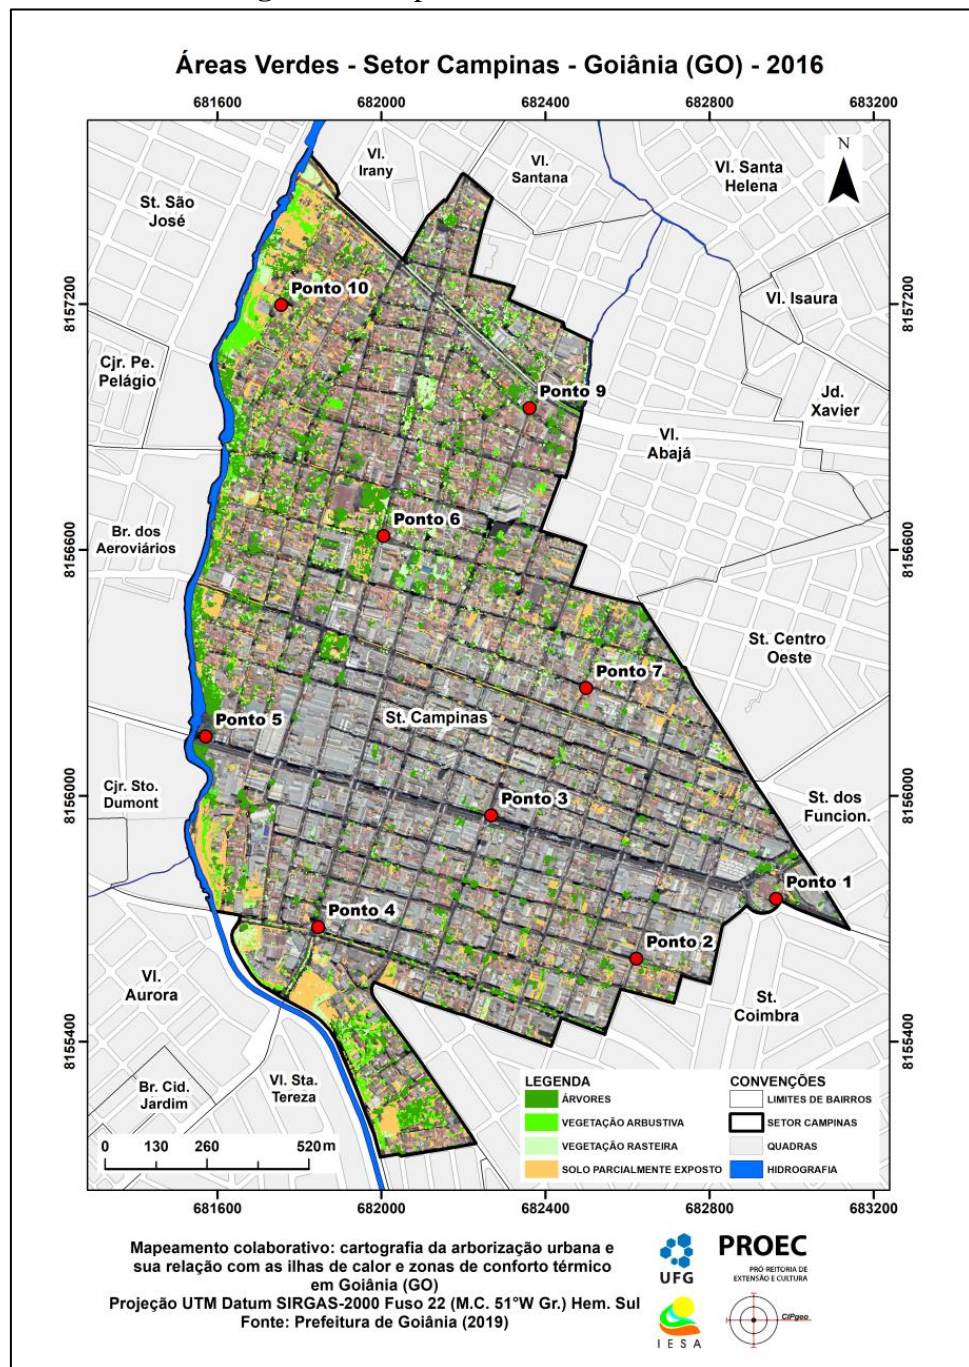 Áreas Verdes - Setor Campinas - Goiânia (GO) - 2016
681600 682000 682400 682800 683200
N
Vl.
Irany
Vl.
Santana
Vl. Santa
Helena
St. São
José
Ponto 10
8157200
8157200
Vl. Isaura
Cjr. Pe.
Pelágio
Ponto 9
Jd.
Xavier
Vl.
Abajá
Ponto 6
Br. dos
Aeroviários
8156600
8156600
St. Centro
Oeste
Ponto 7
Ponto 5
St. Campinas
Cjr. Sto.
Dumont
8156000
8156000
Ponto 3
St. dos
Funcion.
Ponto 1
Ponto 4
Ponto 2
Vl.
Aurora
St.
Coimbra
8155400
8155400
Br. Cid.
Jardim
Vl. Sta.
Tereza
0 130 260 520 m
LEGENDA
ÁRVORES
VEGETAÇÃO ARBUSTIVA
VEGETAÇÃO RASTEIRA
SOLO PARCIALMENTE EXPOSTO
CONVENÇÕES
LIMITES DE BAIRROS
SETOR CAMPINAS
QUADRAS
HIDROGRAFIA
681600 682000 682400 682800 683200
Mapeamento colaborativo: cartografia da arborização urbana e
sua relação com as ilhas de calor e zonas de conforto térmico
em Goiânia (GO)
Projeção UTM Datum SIRGAS-2000 Fuso 22 (M.C. 51°W Gr.) Hem. Sul
Fonte: Prefeitura de Goiânia (2019)
UFG
PROEC
PRÓ-REITORIA DE
EXTENSÃO E CULTURA
IESA
CIPgeo